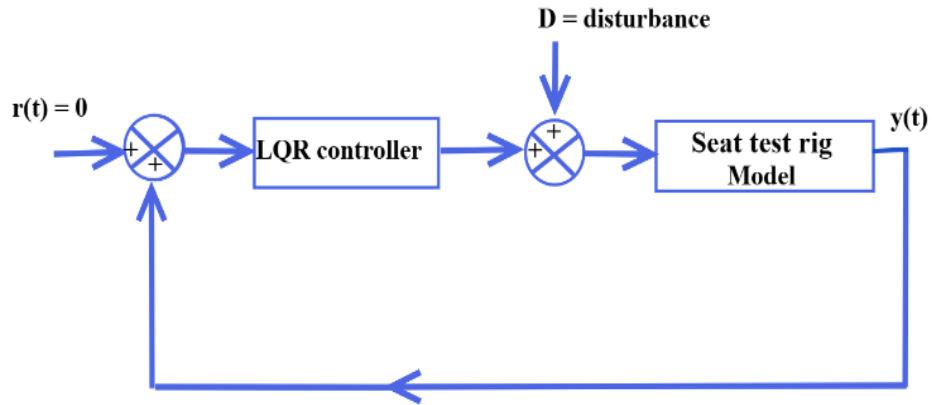 D = disturbance
r(t) = 0
+
+
LQR controller
+
+
Seat test rig
Model
y(t)